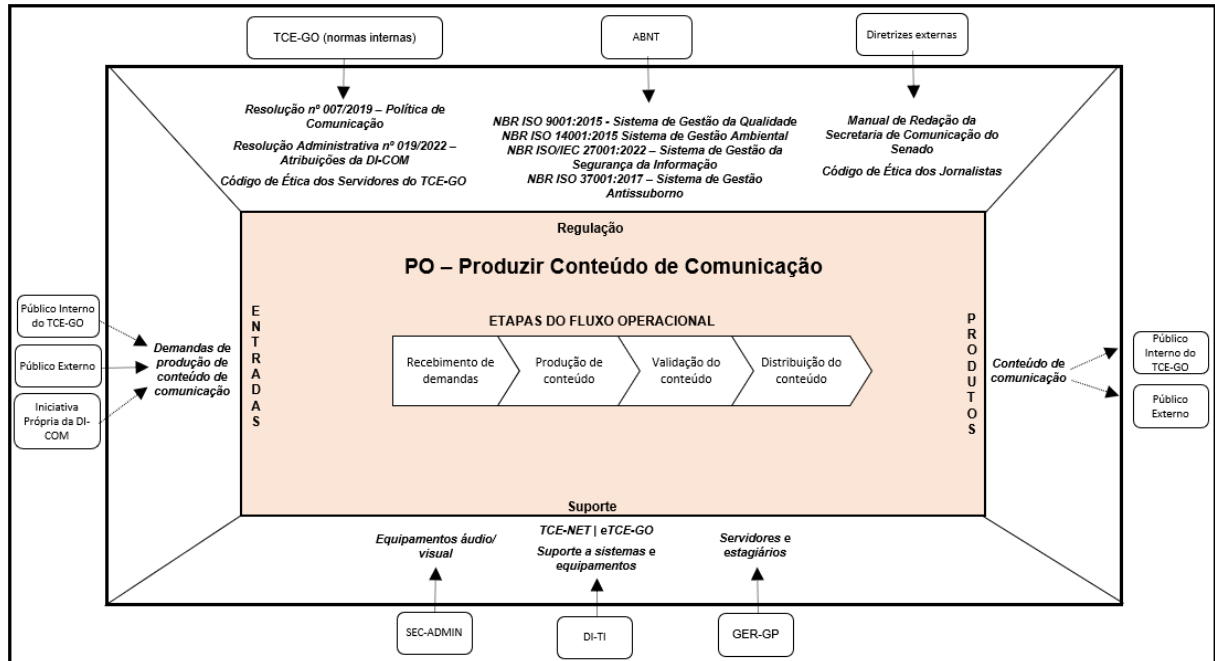 TCE-GO (normas internas)
ABNT
Diretrizes externas
Resolução nº 007/2019 – Política de
Comunicação
Resolução Administrativa nº 019/2022 –
Atribuições da DI-COM
Código de Ética dos Servidores do TCE-GO
NBR ISO 9001:2015 - Sistema de Gestão da Qualidade
NBR ISO 14001:2015 Sistema de Gestão Ambiental
NBR ISO/IEC 27001:2022 – Sistema de Gestão da
Segurança da Informação
NBR ISO 37001:2017 – Sistema de Gestão
Antissuborno
Manual de Redação da
Secretaria de Comunicação do
Senado
Código de Ética dos Jornalistas
Regulação
PO – Produzir Conteúdo de Comunicação
Público Interno
do TCE-GO
Público Externo
Iniciativa
Própria da DI-
COM
Demandas de
produção de
conteúdo de
comunicação
ENTRADAS
ETAPAS DO FLUXO OPERACIONAL
Recebimento de
demandas
Produção de
conteúdo
Validação do
conteúdo
Distribuição do
conteúdo
PRODUTOS
Conteúdo de
comunicação
Público
Interno do
TCE-GO
Público
Externo
Suporte
Equipamentos áudio/
visual
TCE-NET | eTCE-GO
Suporte a sistemas e
equipamentos
Servidores e
estagiários
SEC-ADMIN
DI-TI
GER-GP